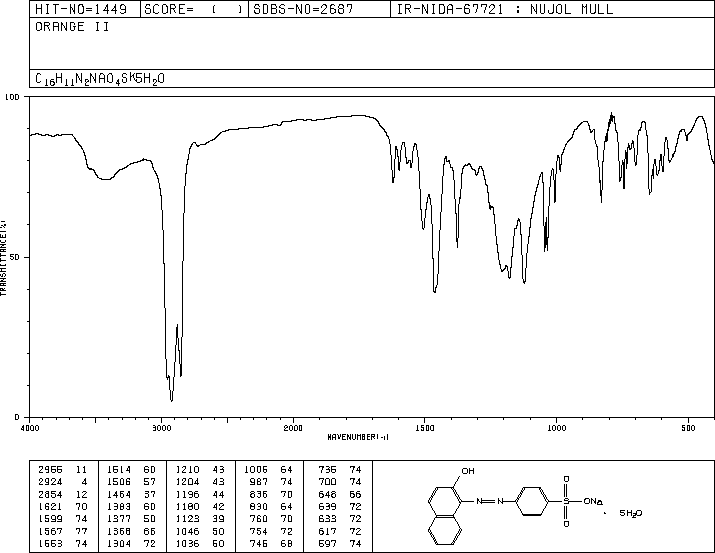 HIT-NO=1449 SCORE= ( ) SDBS-NO=2687 IR-NIDA-67721 : NUJOL MULL
ORANGE II
C16H11N2NAO4S*5H2O
100
TRANSMITTANCE(%)
50
0
4000 3000 2000 1500 1000 500
WAVENUMBER(-1)
2955 11 1514 60 1210 43 1006 64 736 74
2924 4 1506 57 1204 43 987 74 700 74
2854 12 1464 37 1196 44 836 70 648 66
1621 70 1383 60 1180 42 830 64 639 72
1599 74 1377 50 1123 39 760 70 633 72
1567 77 1368 66 1046 50 754 72 617 72
1553 74 1304 72 1036 50 746 68 597 74
OH
N=N
O
S
ONa
O
· 5H2O